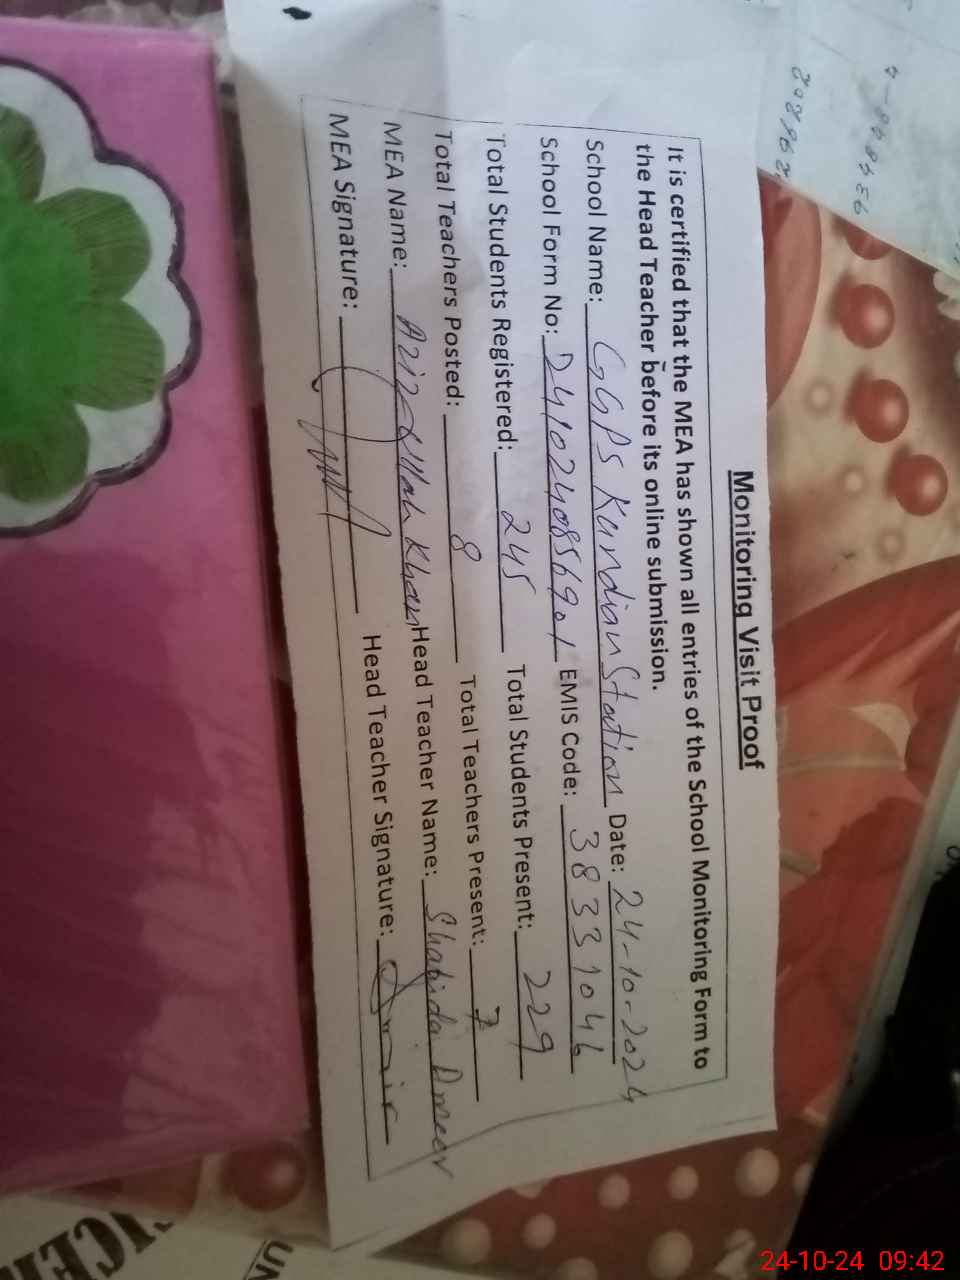 Monitoring Visit Proof
It is certified that the MEA has shown all entries of the School Monitoring Form to
the Head Teacher before its online submission.
School Name: GGPS Kundian Station Date: 24-10-2024
School Form No: EMIS Code: 38331046
Total Students Registered: 245 Total Students Present: 229
Total Teachers Posted: 8 Total Teachers Present: 7
MEA Name: Azizullah Khan Head Teacher Name: Shahida Ameer
MEA Signature: Head Teacher Signature:
24-10-24 09:42